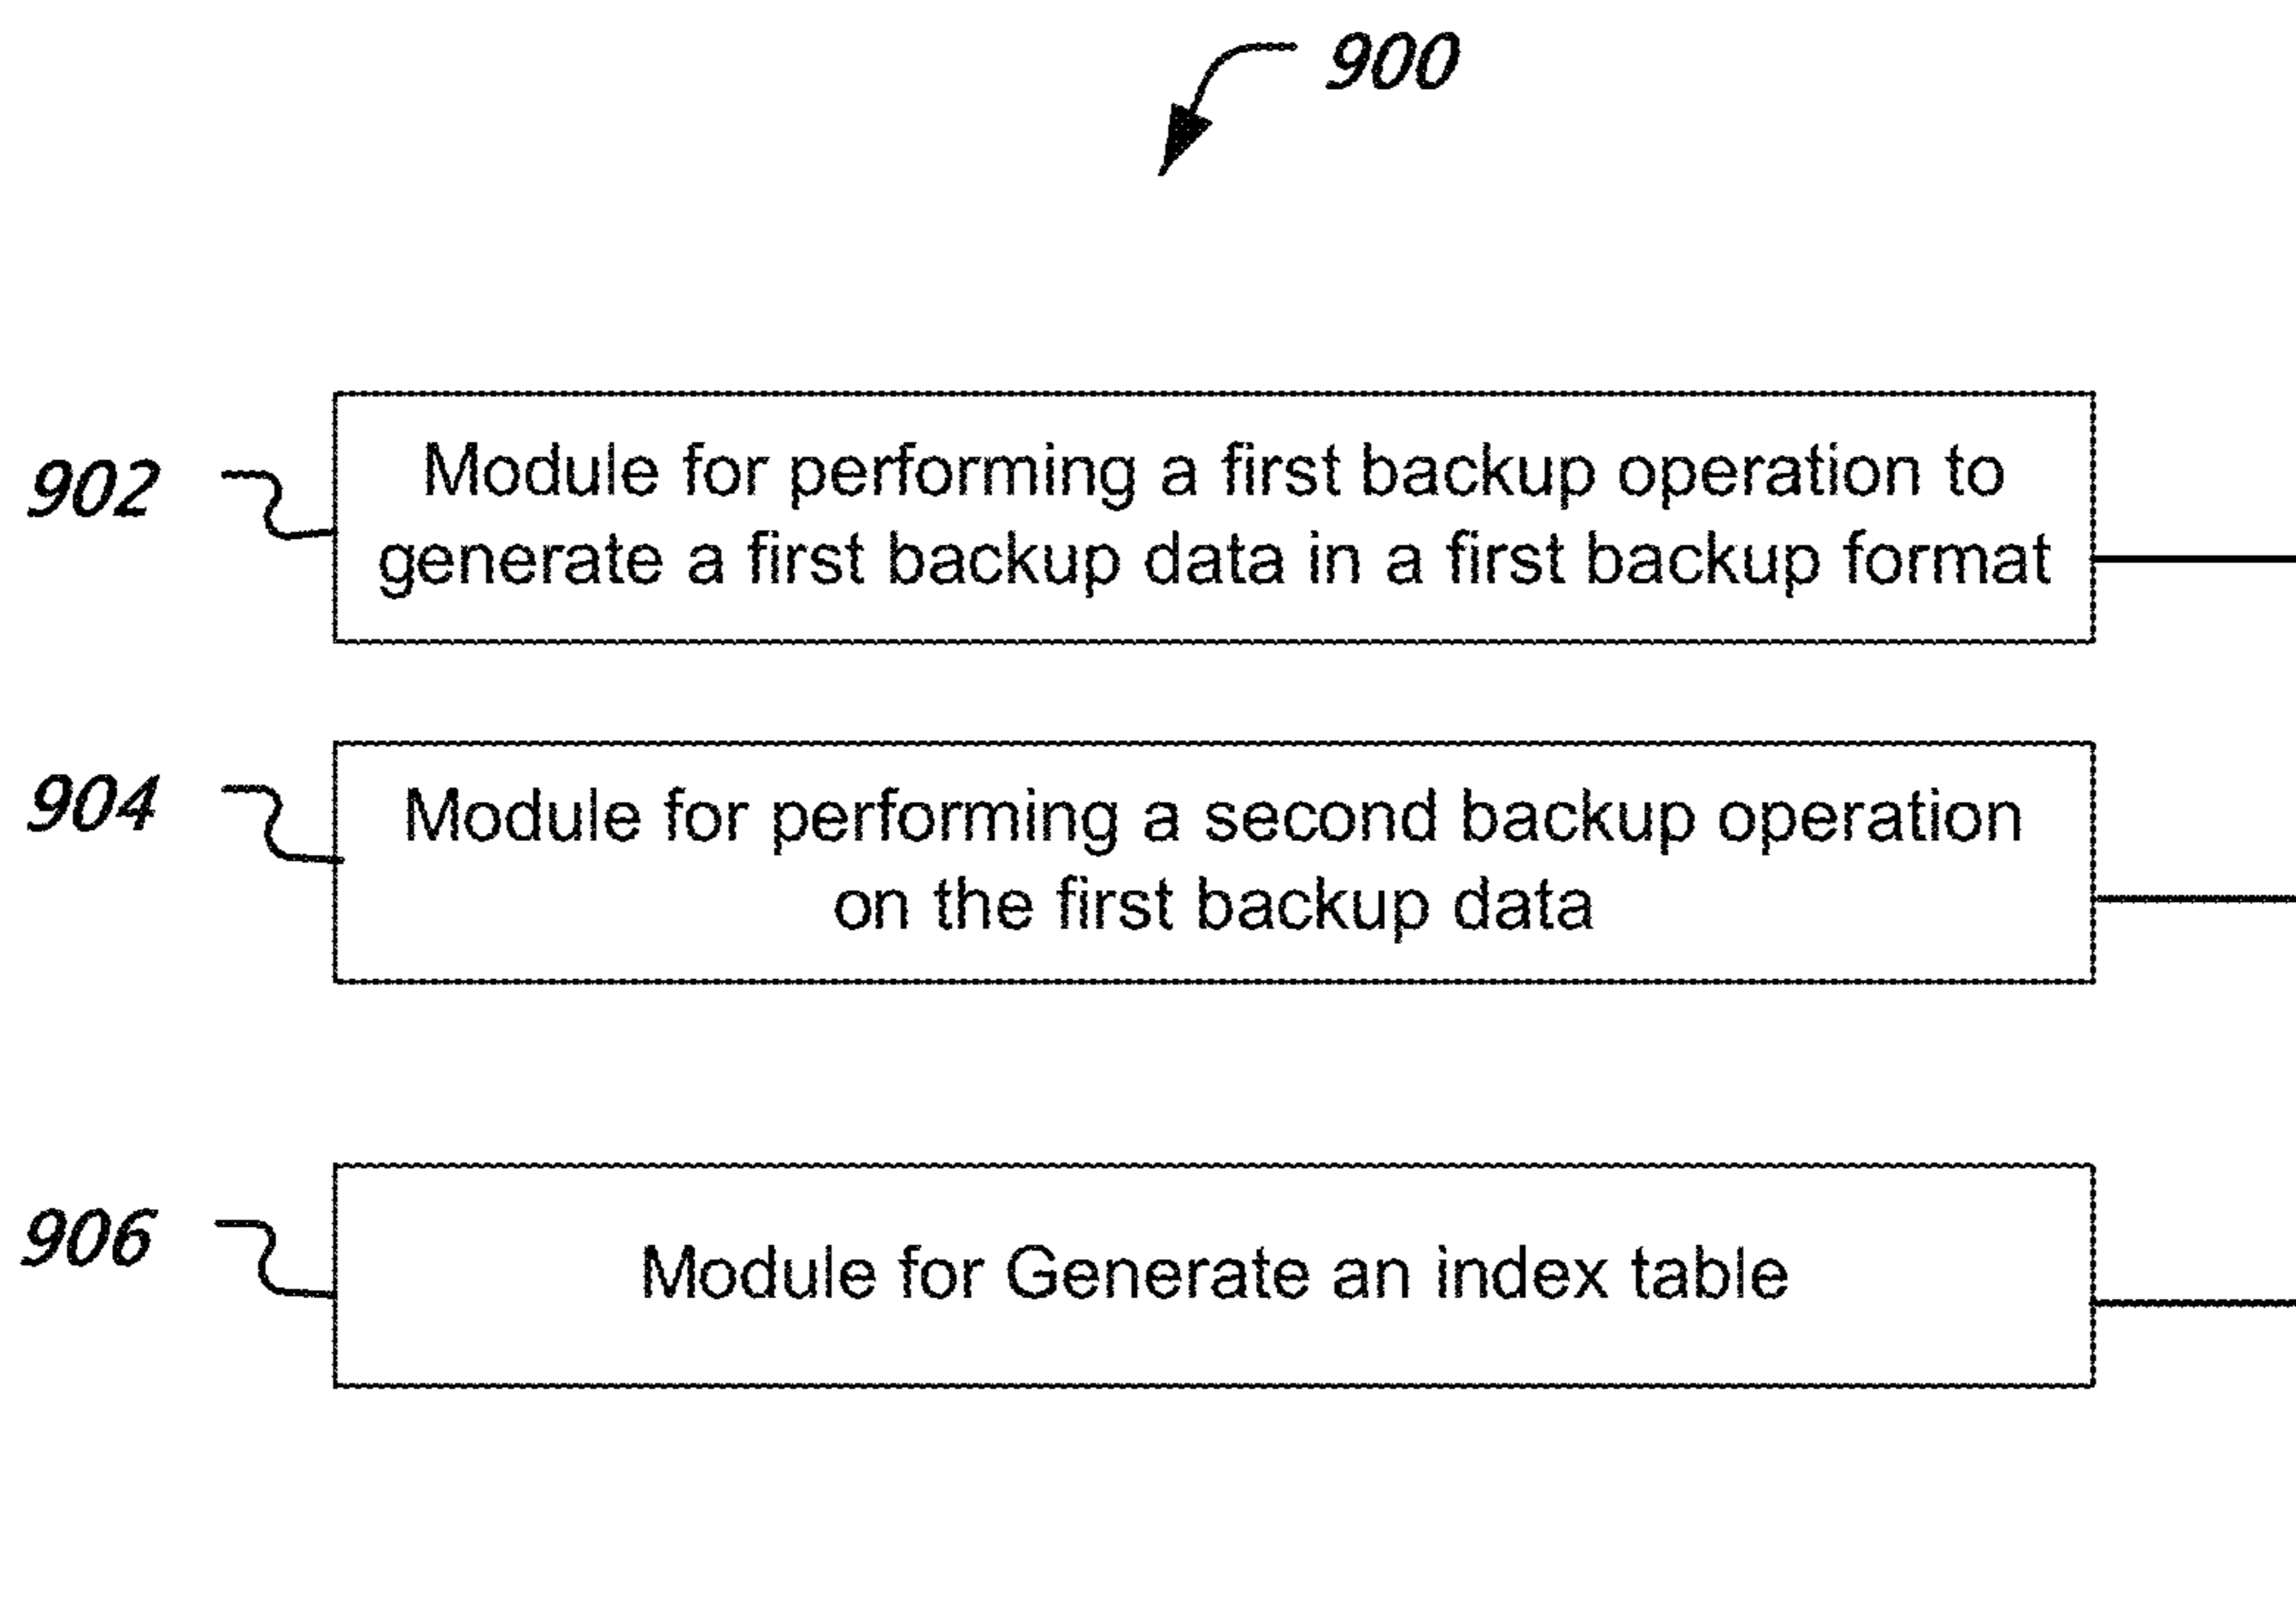 900
902
Module for performing a first backup operation to
generate a first backup data in a first backup format
904
Module for performing a second backup operation
on the first backup data
906
Module for Generate an index table